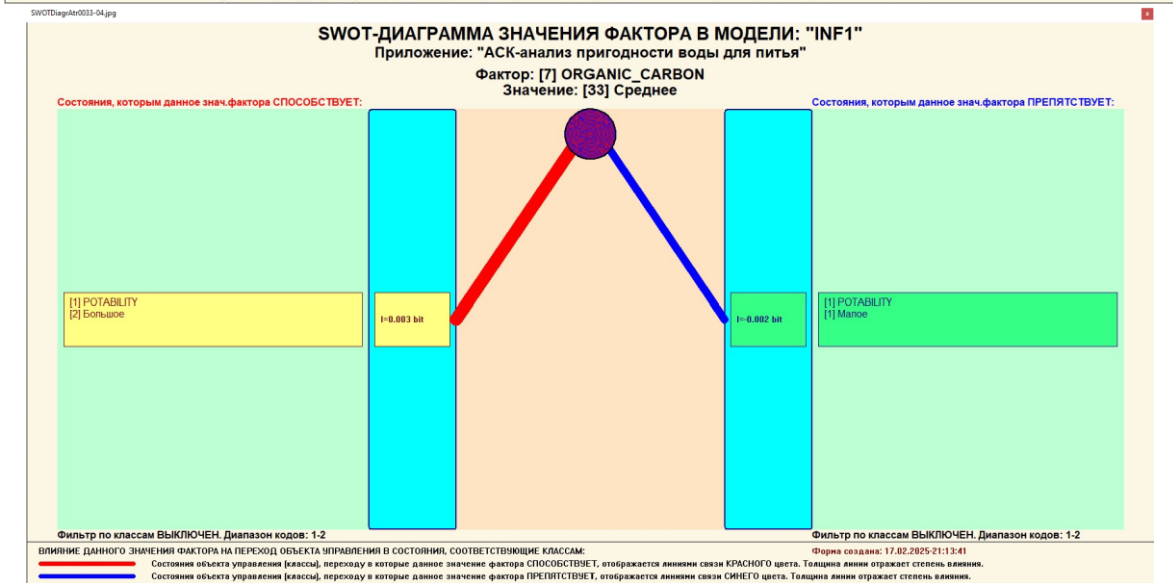 SWOTDiagrAtr0033-04.jpg
x
SWOT-ДИАГРАММА ЗНАЧЕНИЯ ФАКТОРА В МОДЕЛИ: "INF1"
Приложение: "АСК-анализ пригодности воды для питья"
Фактор: [7] ORGANIC_CARBON
Значение: [33] Среднее
Состояния, которым данное знач.фактора СПОСОБСТВУЕТ:
Состояния, которым данное знач.фактора ПРЕПЯТСТВУЕТ:
[1] POTABILITY
[2] Большое
I=0.003 bit
I=-0.002 bit
[1] POTABILITY
[1] Малое
Фильтр по классам ВЫКЛЮЧЕН. Диапазон кодов: 1-2
Фильтр по классам ВЫКЛЮЧЕН. Диапазон кодов: 1-2
ВЛИЯНИЕ ДАННОГО ЗНАЧЕНИЯ ФАКТОРА НА ПЕРЕХОД ОБЪЕКТА УПРАВЛЕНИЯ В СОСТОЯНИЯ, СООТВЕТСТВУЮЩИЕ КЛАССАМ:
Форма создана: 17.02.2025-21:13:41
Состояния объекта управления (классы), переходу в которые данное значение фактора СПОСОБСТВУЕТ, отображается линиями связи КРАСНОГО цвета. Толщина линии отражает степень влияния.
Состояния объекта управления (классы), переходу в которые данное значение фактора ПРЕПЯТСТВУЕТ, отображается линиями связи СИНЕГО цвета. Толщина линии отражает степень влияния.